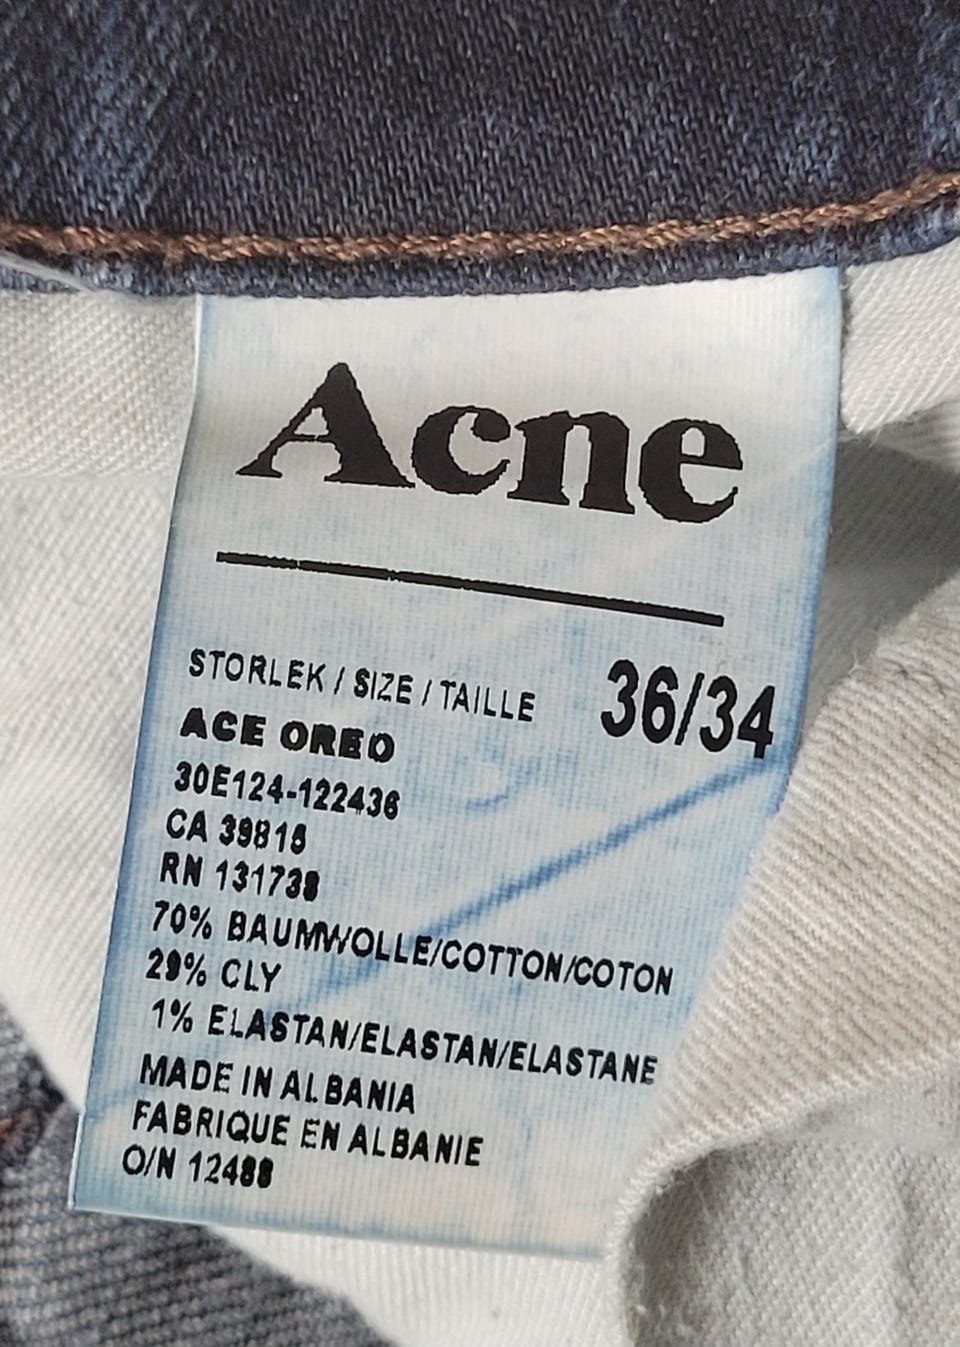 Acne
STORLEK / SIZE / TAILLE 36/34
ACE OREO
30E124-122436
CA 39815
RN 131738
70% BAUMWOLLE/COTTON/COTON
29% CLY
1% ELASTAN/ELASTAN/ELASTANE
MADE IN ALBANIA
FABRIQUE EN ALBANIE
O/N 12488